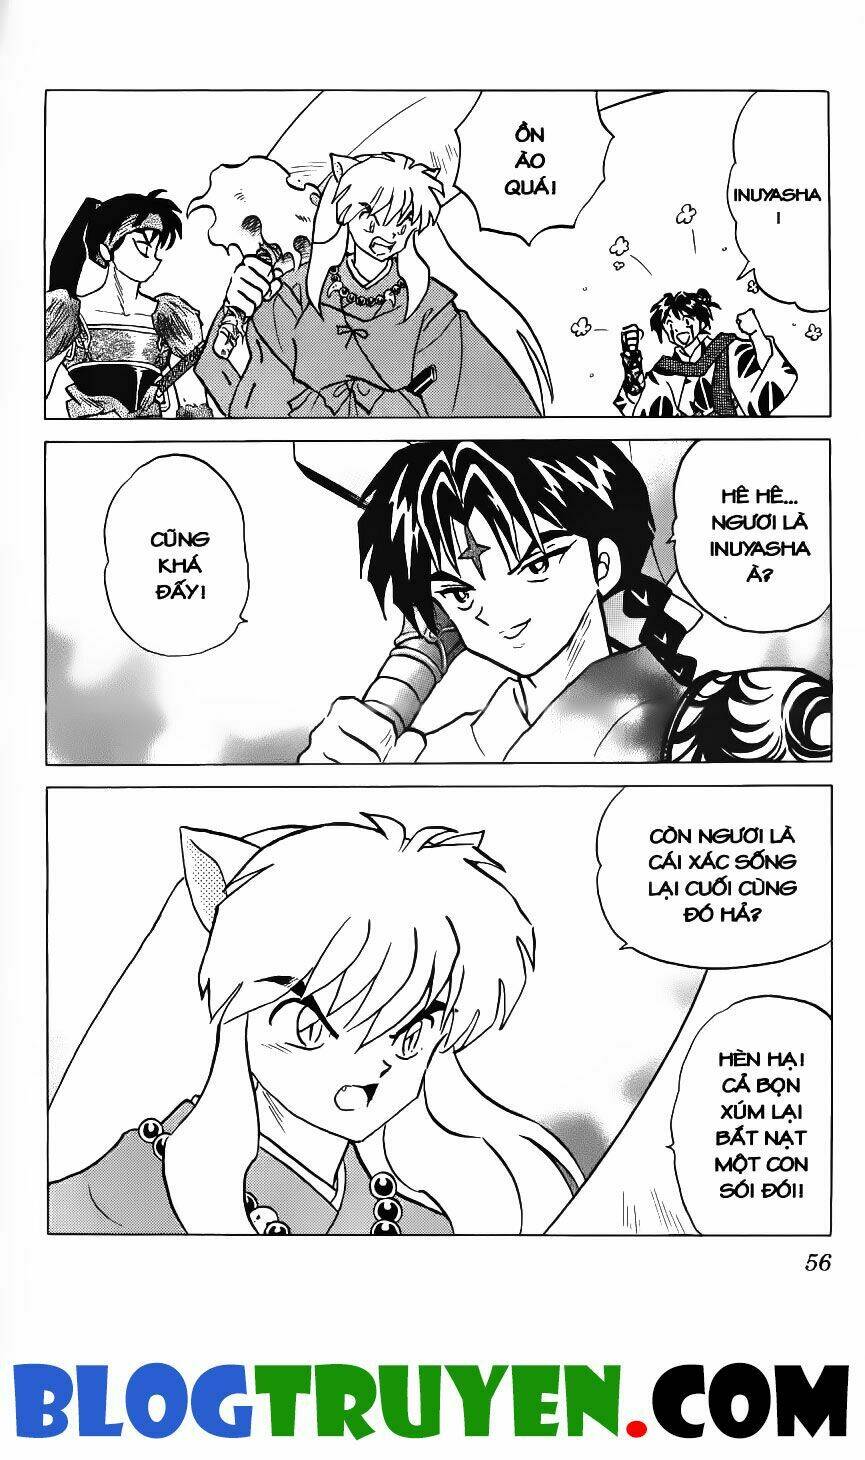 INUYASHA
!
ỒN
ÀO
QUÁ!
HÊ HÊ...
NGƯƠI LÀ
INUYASHA
À?
CŨNG
KHÁ
ĐẤY!
CÒN NGƯƠI LÀ
CÁI XÁC SỐNG
LẠI CUỐI CÙNG
ĐÓ HẢ?
HÈN HẠ!
CẢ BỌN
XÚM LẠI
BẮT NẠT
MỘT CON
SÓI ĐÓI!
56
BLOGTRUYEN.COM